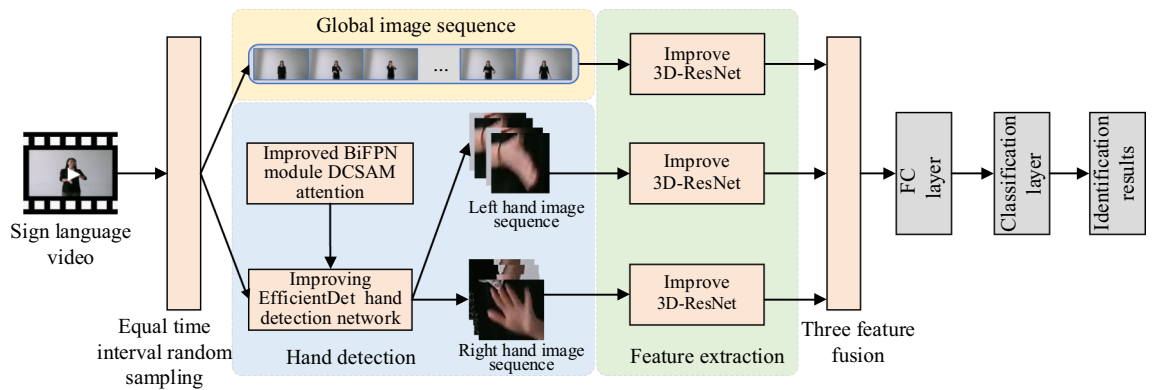 Global image sequence
...
Improve
3D-ResNet
Improved BiFPN
module DCSAM
attention
Left hand image
sequence
Improve
3D-ResNet
Sign language
video
Improving
EfficientDet hand
detection network
Right hand image
sequence
Hand detection
Improve
3D-ResNet
Feature extraction
Equal time
interval random
sampling
Three feature
fusion
FC
layer
Classification
layer
Identification
results